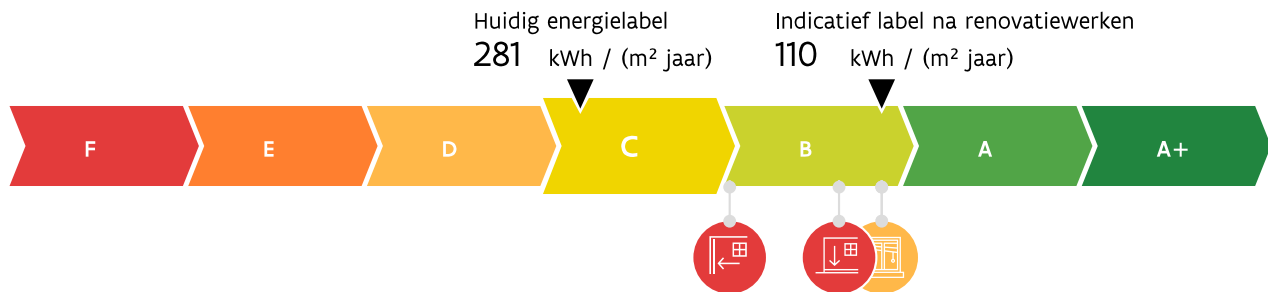 Huidig energielabel
281 kWh / (m² jaar)
Indicatief label na renovatiewerken
110 kWh / (m² jaar)
F
E
D
C
B
A
A+